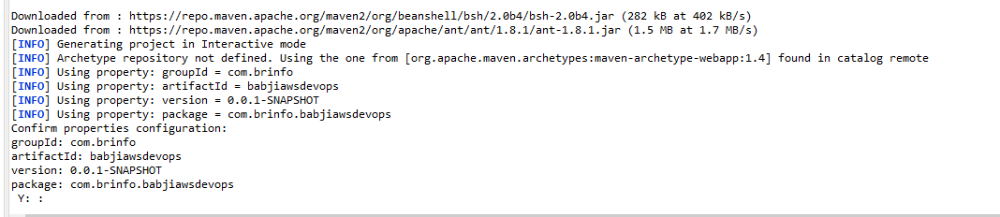 Downloaded from : https://repo.maven.apache.org/maven2/org/beanshell/bsh/2.0b4/bsh-2.0b4.jar (282 kB at 402 kB/s)
Downloaded from : https://repo.maven.apache.org/maven2/org/apache/ant/ant/1.8.1/ant-1.8.1.jar (1.5 MB at 1.7 MB/s)
[INFO] Generating project in Interactive mode
[INFO] Archetype repository not defined. Using the one from [org.apache.maven.archetypes:maven-archetype-webapp:1.4] found in catalog remote
[INFO] Using property: groupId = com.brinfo
[INFO] Using property: artifactId = babjiawsdevops
[INFO] Using property: version = 0.0.1-SNAPSHOT
[INFO] Using property: package = com.brinfo.babjiawsdevops
Confirm properties configuration:
groupId: com.brinfo
artifactId: babjiawsdevops
version: 0.0.1-SNAPSHOT
package: com.brinfo.babjiawsdevops
Y: :